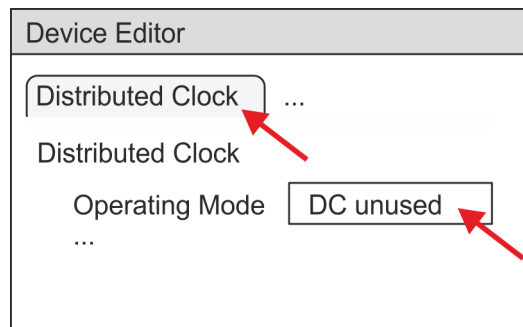 Device Editor
Distributed Clock ...
Distributed Clock
Operating Mode DC unused
...